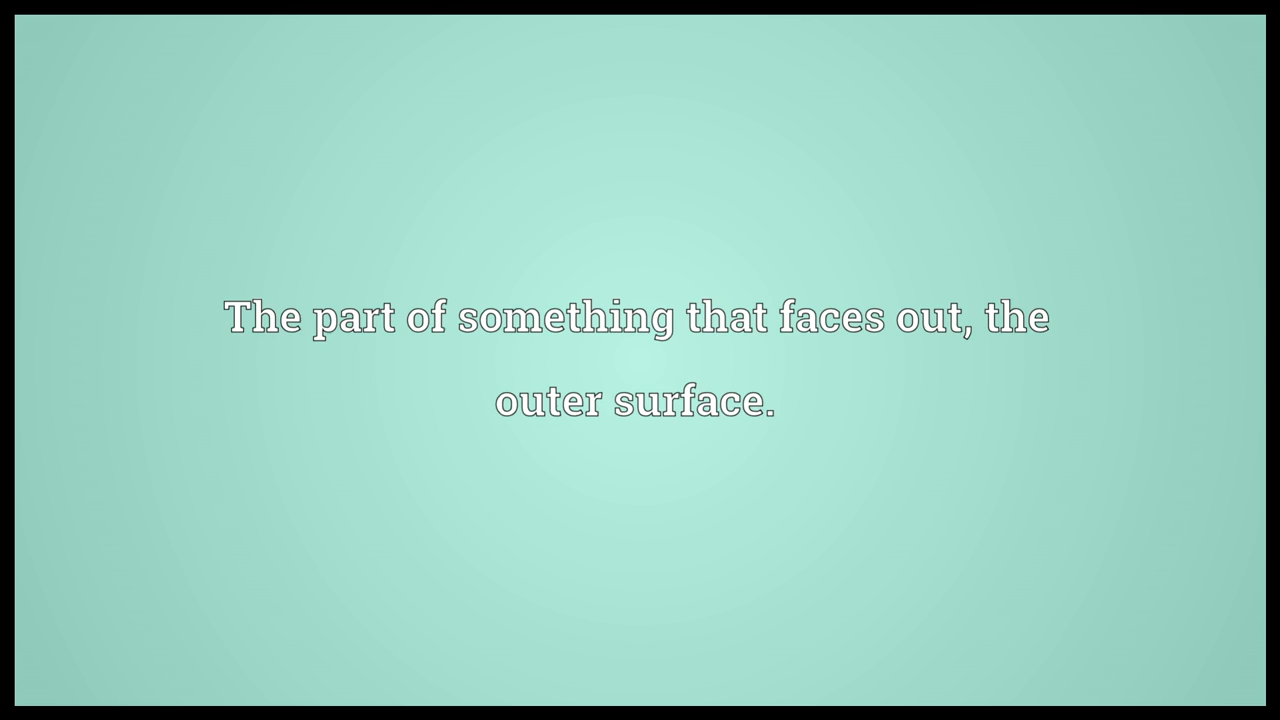 The part of something that faces out, the
outer surface.